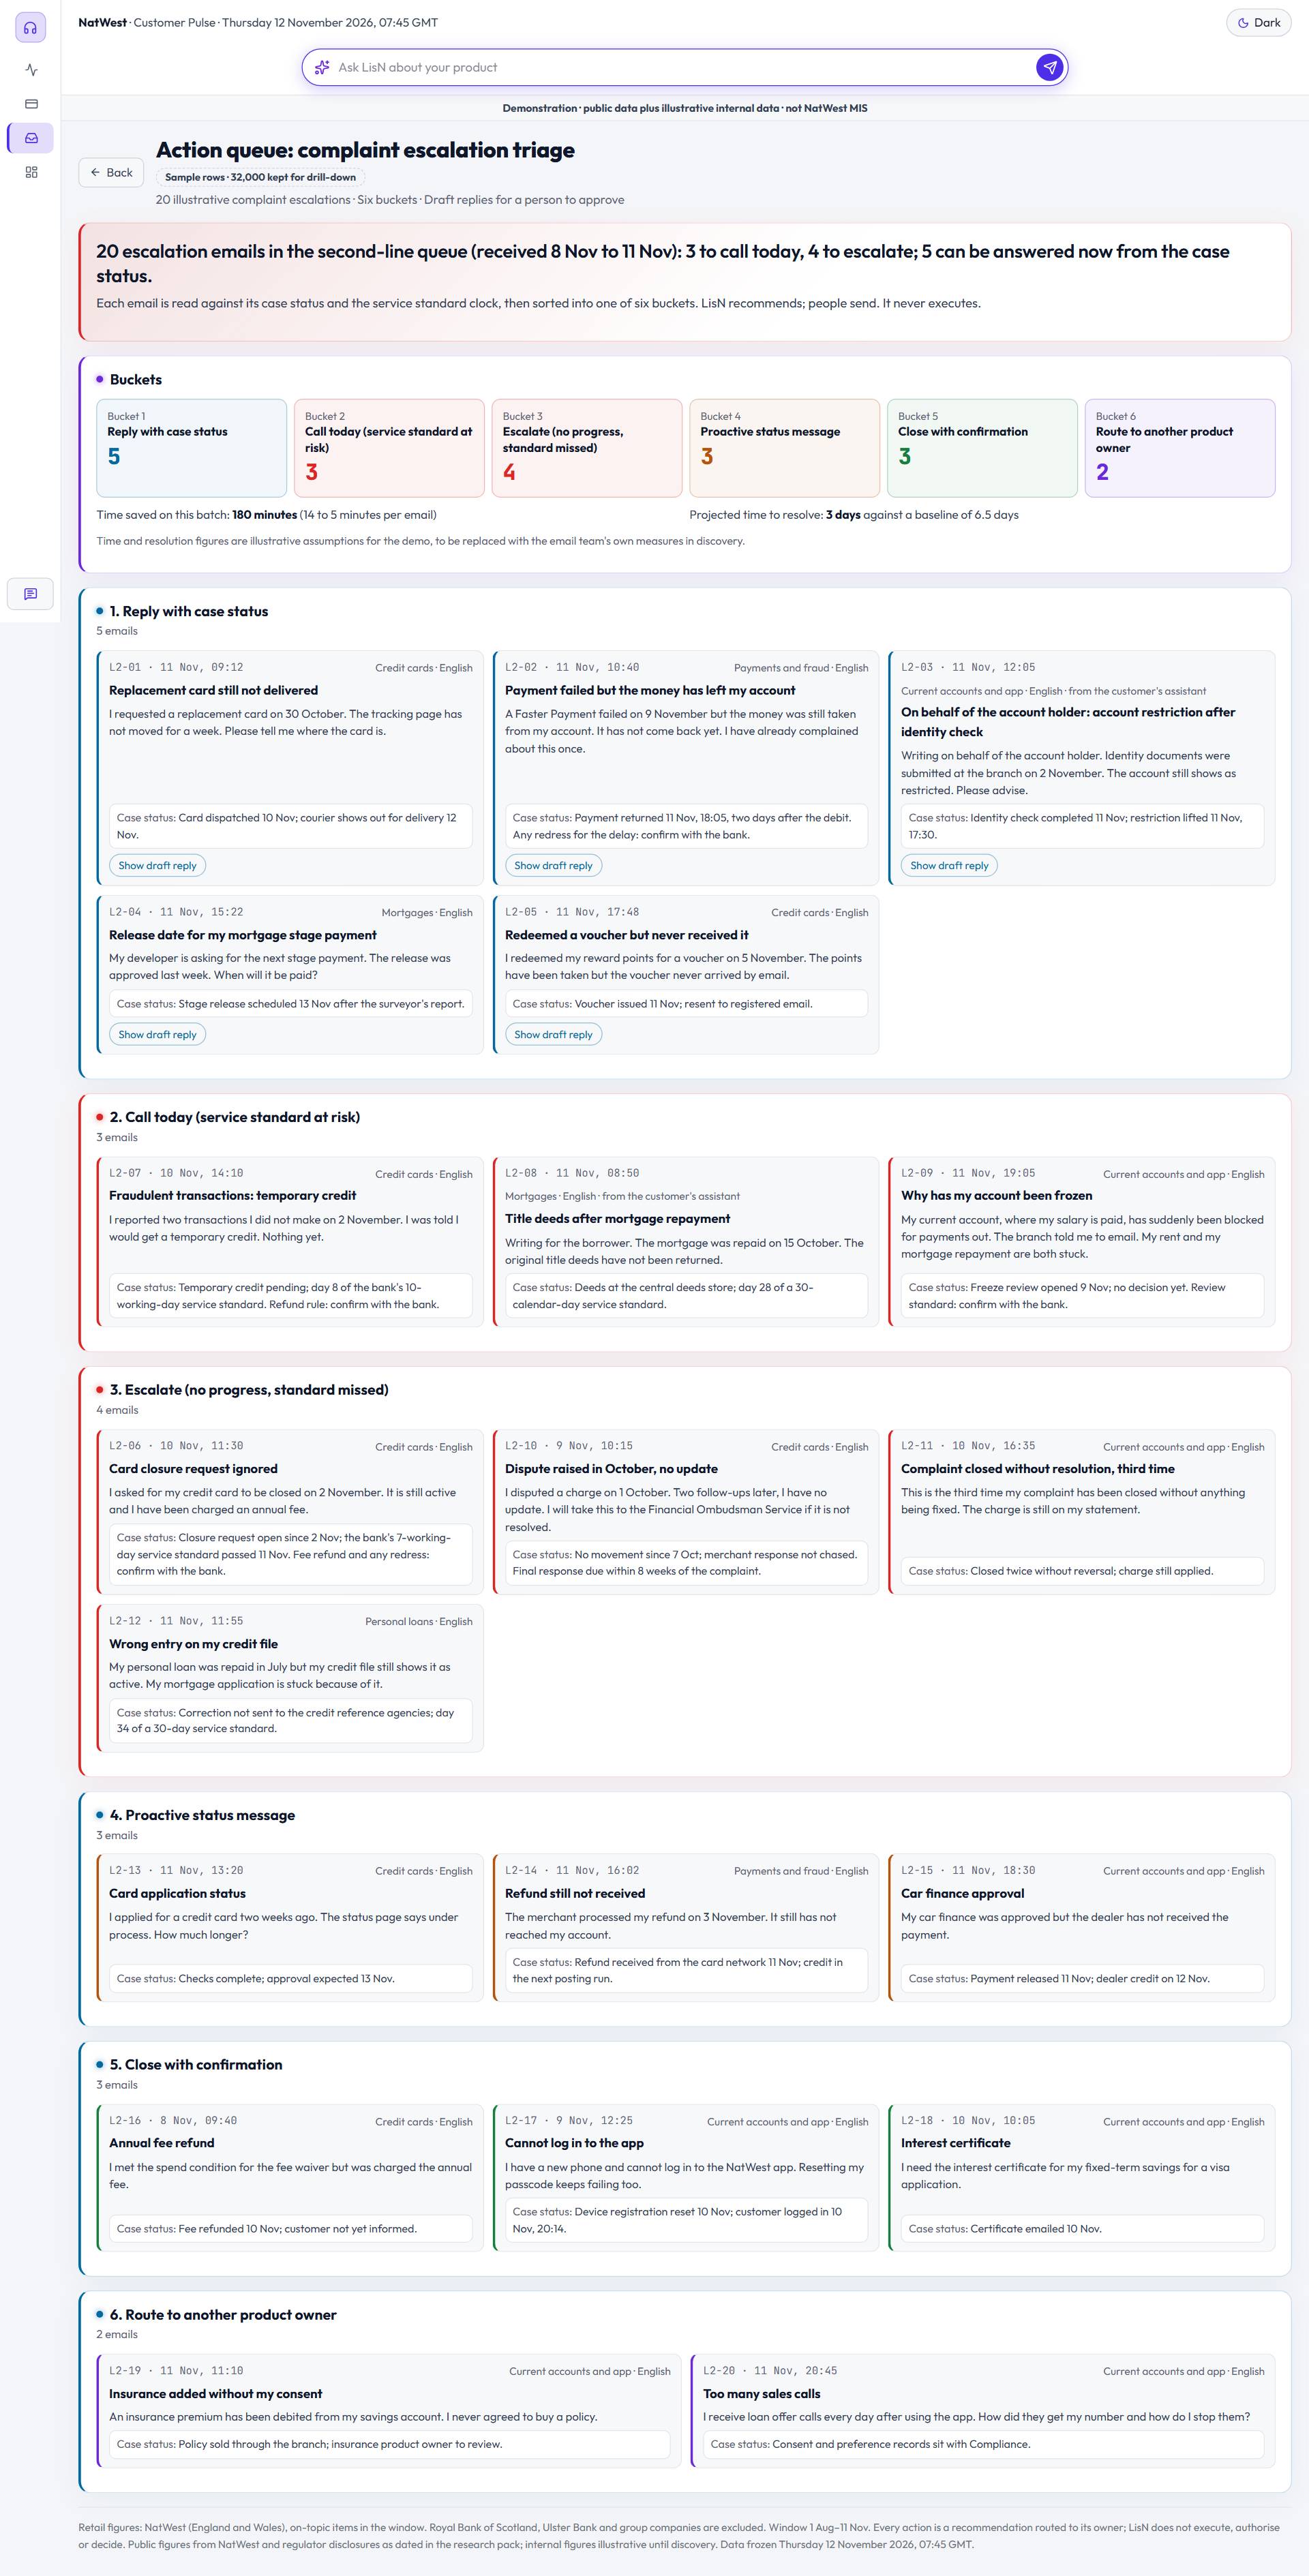 NatWest · Customer Pulse · Thursday 12 November 2026, 07:45 GMT
Dark
Ask LisN about your product
Demonstration · public data plus illustrative internal data · not NatWest MIS
Back
Action queue: complaint escalation triage
Sample rows · 32,000 kept for drill-down
20 illustrative complaint escalations · Six buckets · Draft replies for a person to approve
20 escalation emails in the second-line queue (received 8 Nov to 11 Nov): 3 to call today, 4 to escalate; 5 can be answered now from the case
status.
Each email is read against its case status and the service standard clock, then sorted into one of six buckets. LisN recommends; people send. It never executes.
Buckets
Bucket 1
Reply with case status
5
Bucket 2
Call today (service standard at
risk)
3
Bucket 3
Escalate (no progress,
standard missed)
4
Bucket 4
Proactive status message
3
Bucket 5
Close with confirmation
3
Bucket 6
Route to another product
owner
2
Time saved on this batch: 180 minutes (14 to 5 minutes per email)
Projected time to resolve: 3 days against a baseline of 6.5 days
Time and resolution figures are illustrative assumptions for the demo, to be replaced with the email team's own measures in discovery.
1. Reply with case status
5 emails
L2-01 · 11 Nov, 09:12
Credit cards · English
Replacement card still not delivered
I requested a replacement card on 30 October. The tracking page has
not moved for a week. Please tell me where the card is.
Case status: Card dispatched 10 Nov; courier shows out for delivery 12
Nov.
Show draft reply
L2-02 · 11 Nov, 10:40
Payments and fraud · English
Payment failed but the money has left my account
A Faster Payment failed on 9 November but the money was still taken
from my account. It has not come back yet. I have already complained
about this once.
Case status: Payment returned 11 Nov, 18:05, two days after the debit.
Any redress for the delay: confirm with the bank.
Show draft reply
L2-03 · 11 Nov, 12:05
Current accounts and app · English · from the customer's assistant
On behalf of the account holder: account restriction after
identity check
Writing on behalf of the account holder. Identity documents were
submitted at the branch on 2 November. The account still shows as
restricted. Please advise.
Case status: Identity check completed 11 Nov; restriction lifted 11 Nov,
17:30.
Show draft reply
L2-04 · 11 Nov, 15:22
Mortgages · English
Release date for my mortgage stage payment
My developer is asking for the next stage payment. The release was
approved last week. When will it be paid?
Case status: Stage release scheduled 13 Nov after the surveyor's report.
Show draft reply
L2-05 · 11 Nov, 17:48
Credit cards · English
Redeemed a voucher but never received it
I redeemed my reward points for a voucher on 5 November. The points
have been taken but the voucher never arrived by email.
Case status: Voucher issued 11 Nov; resent to registered email.
Show draft reply
2. Call today (service standard at risk)
3 emails
L2-07 · 10 Nov, 14:10
Credit cards · English
Fraudulent transactions: temporary credit
I reported two transactions I did not make on 2 November. I was told I
would get a temporary credit. Nothing yet.
Case status: Temporary credit pending; day 8 of the bank's 10-
working-day service standard. Refund rule: confirm with the bank.
L2-08 · 11 Nov, 08:50
Mortgages · English · from the customer's assistant
Title deeds after mortgage repayment
Writing for the borrower. The mortgage was repaid on 15 October. The
original title deeds have not been returned.
Case status: Deeds at the central deeds store; day 28 of a 30-
calendar-day service standard.
L2-09 · 11 Nov, 19:05
Current accounts and app · English
Why has my account been frozen
My current account, where my salary is paid, has suddenly been blocked
for payments out. The branch told me to email. My rent and my
mortgage repayment are both stuck.
Case status: Freeze review opened 9 Nov; no decision yet. Review
standard: confirm with the bank.
3. Escalate (no progress, standard missed)
4 emails
L2-06 · 10 Nov, 11:30
Credit cards · English
Card closure request ignored
I asked for my credit card to be closed on 2 November. It is still active
and I have been charged an annual fee.
Case status: Closure request open since 2 Nov; the bank's 7-working-
day service standard passed 11 Nov. Fee refund and any redress:
confirm with the bank.
L2-10 · 9 Nov, 10:15
Credit cards · English
Dispute raised in October, no update
I disputed a charge on 1 October. Two follow-ups later, I have no
update. I will take this to the Financial Ombudsman Service if it is not
resolved.
Case status: No movement since 7 Oct; merchant response not chased.
Final response due within 8 weeks of the complaint.
L2-11 · 10 Nov, 16:35
Current accounts and app · English
Complaint closed without resolution, third time
This is the third time my complaint has been closed without anything
being fixed. The charge is still on my statement.
Case status: Closed twice without reversal; charge still applied.
L2-12 · 11 Nov, 11:55
Personal loans · English
Wrong entry on my credit file
My personal loan was repaid in July but my credit file still shows it as
active. My mortgage application is stuck because of it.
Case status: Correction not sent to the credit reference agencies; day
34 of a 30-day service standard.
4. Proactive status message
3 emails
L2-13 · 11 Nov, 13:20
Credit cards · English
Card application status
I applied for a credit card two weeks ago. The status page says under
process. How much longer?
Case status: Checks complete; approval expected 13 Nov.
L2-14 · 11 Nov, 16:02
Payments and fraud · English
Refund still not received
The merchant processed my refund on 3 November. It still has not
reached my account.
Case status: Refund received from the card network 11 Nov; credit in
the next posting run.
L2-15 · 11 Nov, 18:30
Current accounts and app · English
Car finance approval
My car finance was approved but the dealer has not received the
payment.
Case status: Payment released 11 Nov; dealer credit on 12 Nov.
5. Close with confirmation
3 emails
L2-16 · 8 Nov, 09:40
Credit cards · English
Annual fee refund
I met the spend condition for the fee waiver but was charged the annual
fee.
Case status: Fee refunded 10 Nov; customer not yet informed.
L2-17 · 9 Nov, 12:25
Current accounts and app · English
Cannot log in to the app
I have a new phone and cannot log in to the NatWest app. Resetting my
passcode keeps failing too.
Case status: Device registration reset 10 Nov; customer logged in 10
Nov, 20:14.
L2-18 · 10 Nov, 10:05
Current accounts and app · English
Interest certificate
I need the interest certificate for my fixed-term savings for a visa
application.
Case status: Certificate emailed 10 Nov.
6. Route to another product owner
2 emails
L2-19 · 11 Nov, 11:10
Current accounts and app · English
Insurance added without my consent
An insurance premium has been debited from my savings account. I never agreed to buy a policy.
Case status: Policy sold through the branch; insurance product owner to review.
L2-20 · 11 Nov, 20:45
Current accounts and app · English
Too many sales calls
I receive loan offer calls every day after using the app. How did they get my number and how do I stop them?
Case status: Consent and preference records sit with Compliance.
Retail figures: NatWest (England and Wales), on-topic items in the window. Royal Bank of Scotland, Ulster Bank and group companies are excluded. Window 1 Aug–11 Nov. Every action is a recommendation routed to its owner; LisN does not execute, authorise
or decide. Public figures from NatWest and regulator disclosures as dated in the research pack; internal figures illustrative until discovery. Data frozen Thursday 12 November 2026, 07:45 GMT.